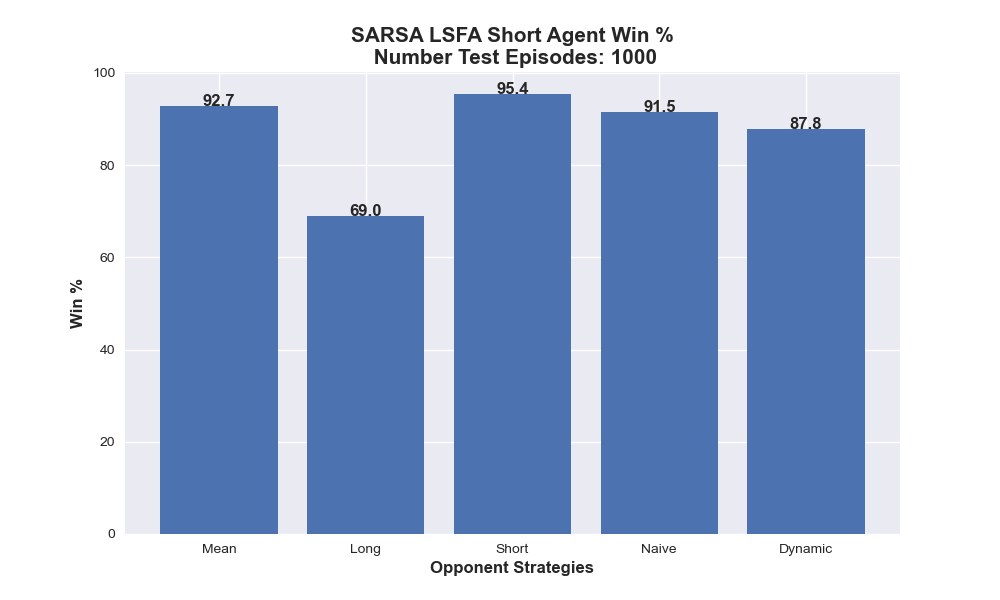 SARSA LSFA Short Agent Win %
Number Test Episodes: 1000
100
80
60
40
20
0
Win %
92.7
69.0
95.4
91.5
87.8
Mean
Long
Short
Naive
Dynamic
Opponent Strategies